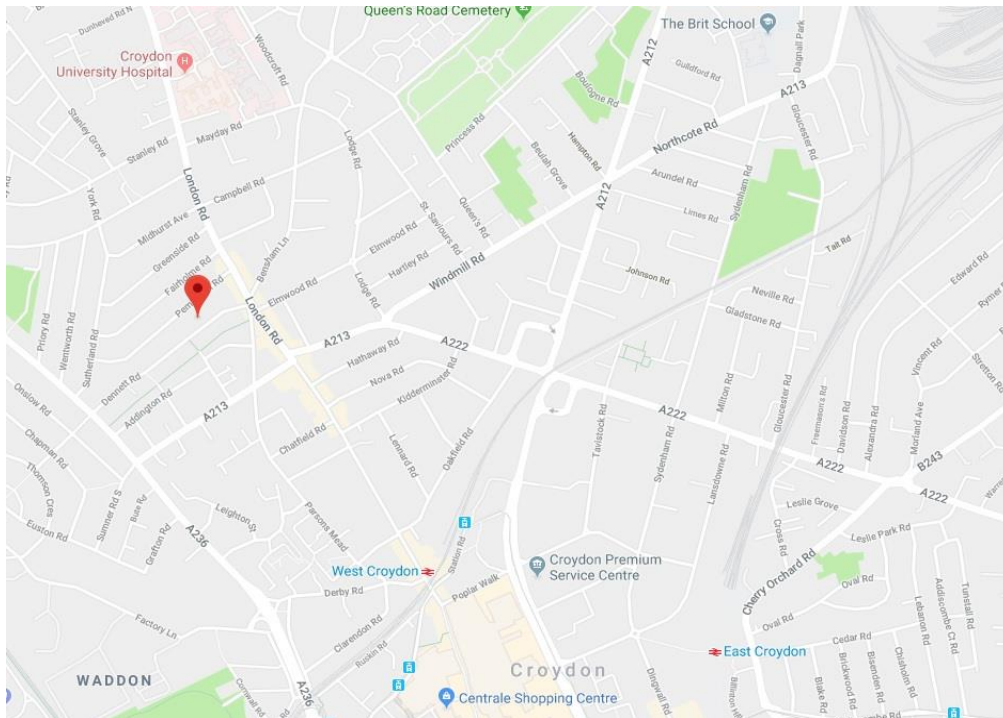 Queen's Road Cemetery
The Brit School
Dunheved Rd N
Woodcroft Rd
A212
Dagnall Park
Croydon
University Hospital
H
Guildford Rd
Boulogne Rd
A213
Stanley Grove
Mayday Rd
Princess Rd
Gloucester Rd
Stanley Rd
Lodge Rd
Hampton Rd
Northcote Rd
Beulah Grove
London Rd
Campbell Rd
Arundel Rd
Sydenham Rd
York Rd
Queen's Rd
A212
Midhurst Ave
St. Saviours Rd
Limes Rd
Greenside Rd
Bensham Ln
Elmwood Rd
Tait Rd
Fairholme Rd
Hartley Rd
Windmill Rd
Johnson Rd
Edward Rd
Elmwood Rd
Lodge Rd
Neville Rd
London Rd
Gladstone Rd
Priory Rd
Wentworth Rd
Sutherland Rd
A213
A222
Hathaway Rd
Vincent Rd
Stretton Rd
Dennett Rd
Nova Rd
Kidderminster Rd
Onslow Rd
Addington Rd
A213
Milton Rd
Gloucester Rd
Freemason's Rd
Davidson Rd
Alexandra Rd
Morland Ave
A222
Chatfield Rd
Oakfield Rd
Tavistock Rd
Chapman Rd
Lennard Rd
Sydenham Rd
Lansdowne Rd
B243
A222
A222
Sumner Rd S
Bute Rd
Leslie Grove
Euston Rd
Grafton Rd
Leighton St
Parsons Mead
Cross Rd
Leslie Park Rd
A236
Station Rd
West Croydon
Croydon Premium
Service Centre
Cherry Orchard Rd
Oval Rd
Derby Rd
Poplar Walk
Lebanon Rd
Addiscombe Ct Rd
Tunstall Rd
Factory Ln
Clarendon Rd
Oval Rd
Cedar Rd
Ruskin Rd
East Croydon
Croydon
WADDON
Cornwall Rd
A236
Centrale Shopping Centre
Dingwall Rd
Blake Rd
Brickwood Rd
Bisenden Rd
Chisholm Rd